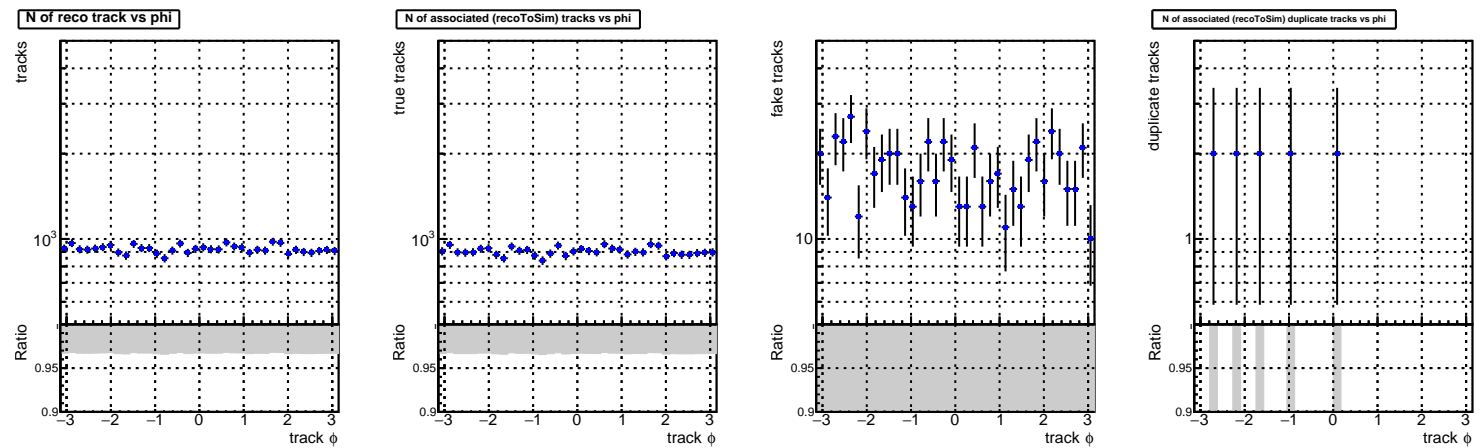 N of reco track vs phi
tracks
10³
Ratio
0.95
0.9
−3 −2 −1 0 1 2 3
track ϕ
N of associated (recoToSim) tracks vs phi
true tracks
10³
Ratio
0.95
0.9
−3 −2 −1 0 1 2 3
track ϕ
fake tracks
10
Ratio
0.95
0.9
−3 −2 −1 0 1 2 3
track ϕ
N of associated (recoToSim) duplicate tracks vs phi
duplicate tracks
1
Ratio
0.95
0.9
−3 −2 −1 0 1 2 3
track ϕ